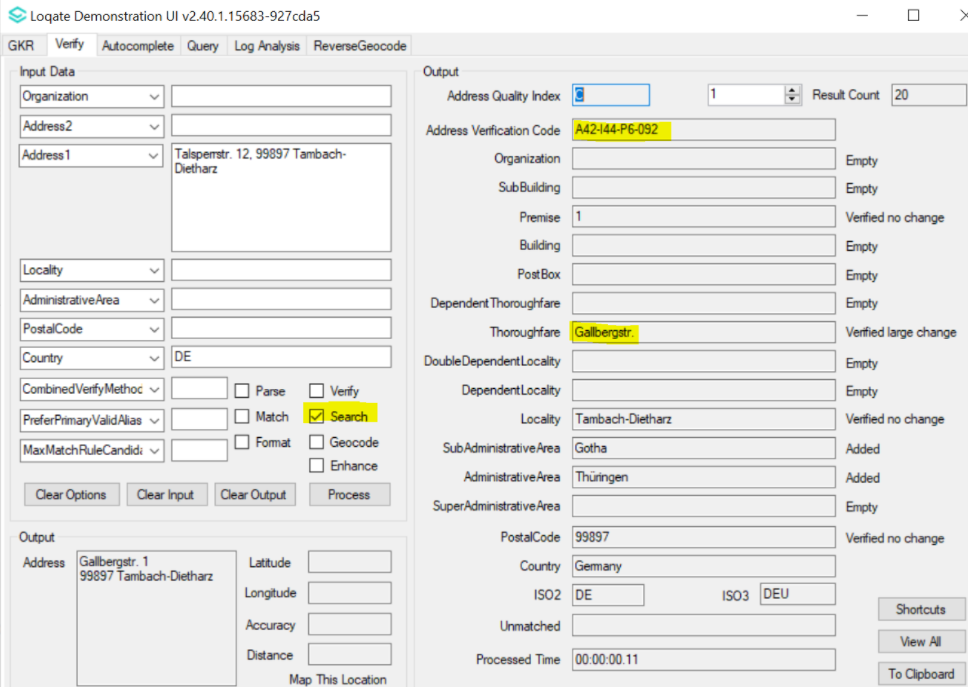 Loqate Demonstration UI v2.40.1.15683-927cda5
GKR Verify Autocomplete Query Log Analysis ReverseGeocode
Input Data
Organization
Address2
Address1 Talsperrstr. 12, 99897 Tambach-
Dietharz
Locality
AdministrativeArea
PostalCode
Country DE
CombinedVerifyMethoc Parse Verify
PreferPrimaryValidAlias Match Search
MaxMatchRuleCandida Format Geocode
Enhance
Clear Options Clear Input Clear Output Process
Output
Address Gallbergstr. 1
99897 Tambach-Dietharz
Latitude
Longitude
Accuracy
Distance
Map This Location
Output
Address Quality Index C 1 Result Count 20
Address Verification Code A42-I44-P6-092
Organization Empty
SubBuilding Empty
Premise 1 Verified no change
Building Empty
PostBox Empty
DependentThoroughfare Empty
Thoroughfare Gallbergstr. Verified large change
DoubleDependentLocality Empty
DependentLocality Empty
Locality Tambach-Dietharz Verified no change
SubAdministrativeArea Gotha Added
AdministrativeArea Thüringen Added
SuperAdministrativeArea Empty
PostalCode 99897 Verified no change
Country Germany
ISO2 DE ISO3 DEU
Unmatched
Processed Time 00:00:00.11
Shortcuts
View All
To Clipboard